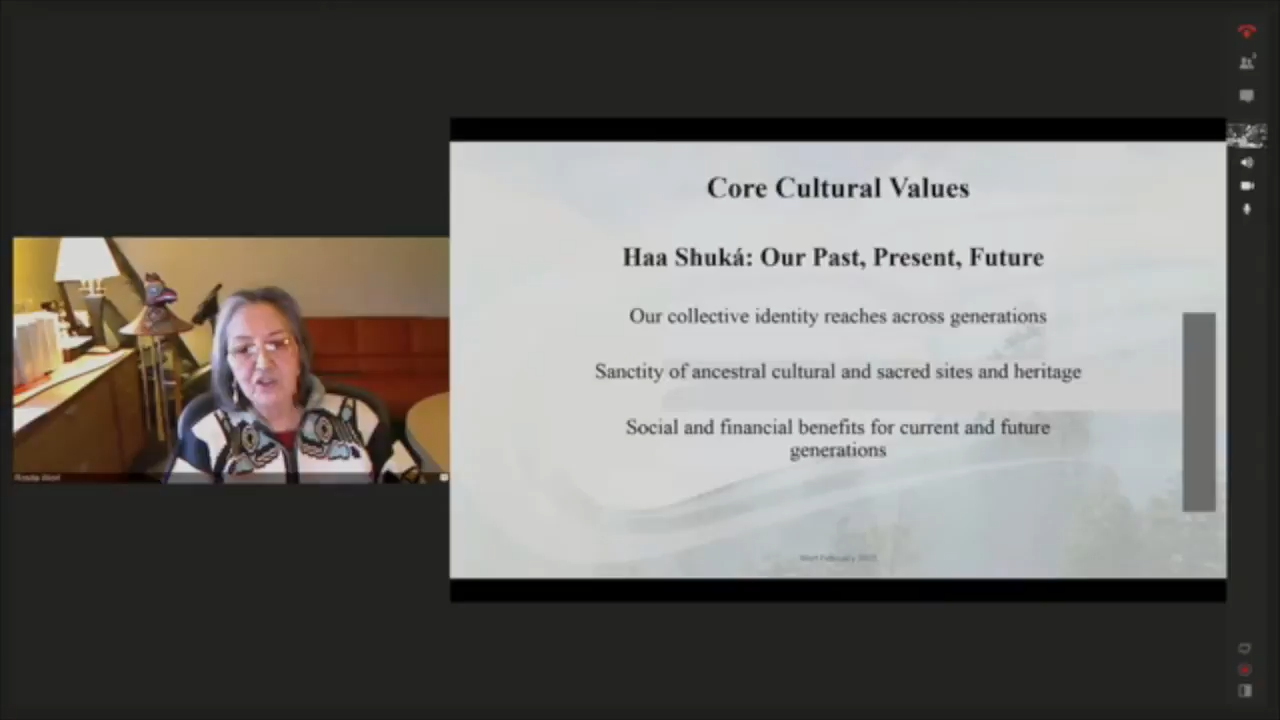 Core Cultural Values
Haa Shuká: Our Past, Present, Future
Our collective identity reaches across generations
Sanctity of ancestral cultural and sacred sites and heritage
Social and financial benefits for current and future
generations